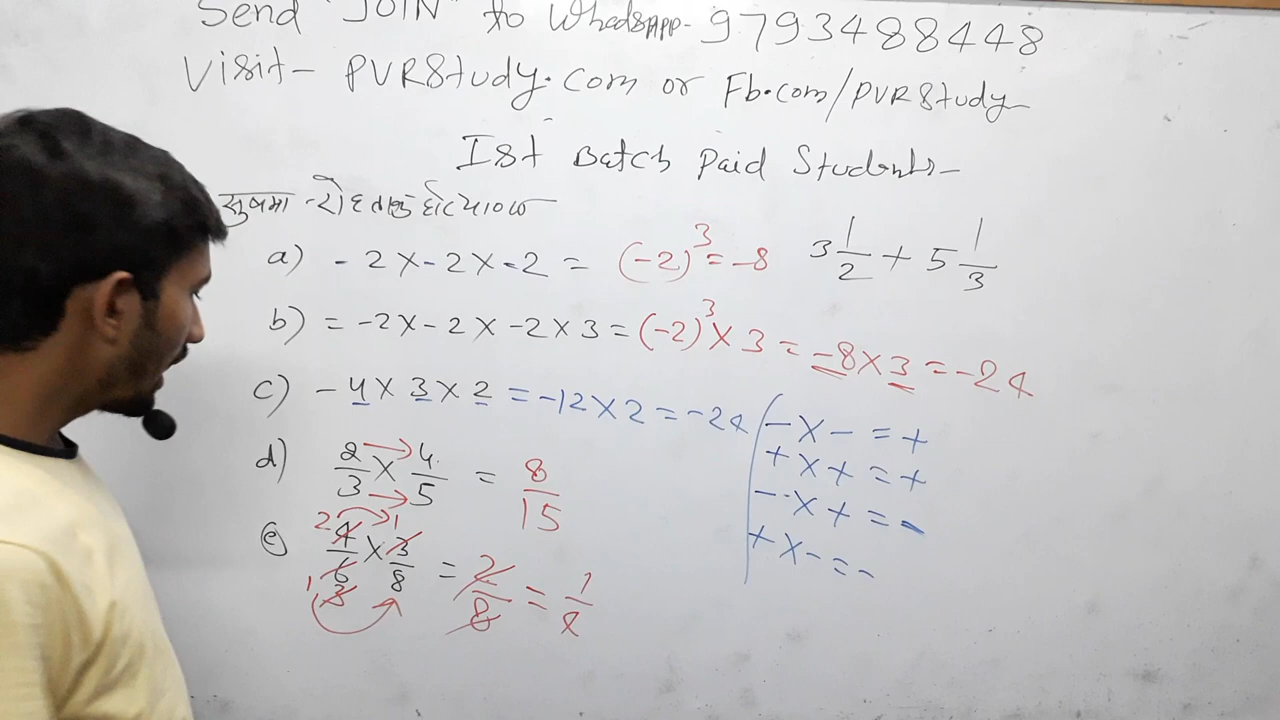 Send "JOIN" to Whatsapp- 9793488448
Visit- PVRStudy.com or Fb.com/PVRStudy
Ist Batch Paid Students-
सुषमा
a) -2×-2×-2 = (-2)³ = -8
3 1/2 + 5 1/3
b) = -2×-2×-2×3 = (-2)³×3 = -8×3 = -24
c) -4×3×2 = -12×2 = -24
-×- = +
+×+ = +
-×+ = -
+×- = -
d) 2/3 × 4/5 = 8/15
e) 4/6 × 3/8 = 2/8 = 1/4